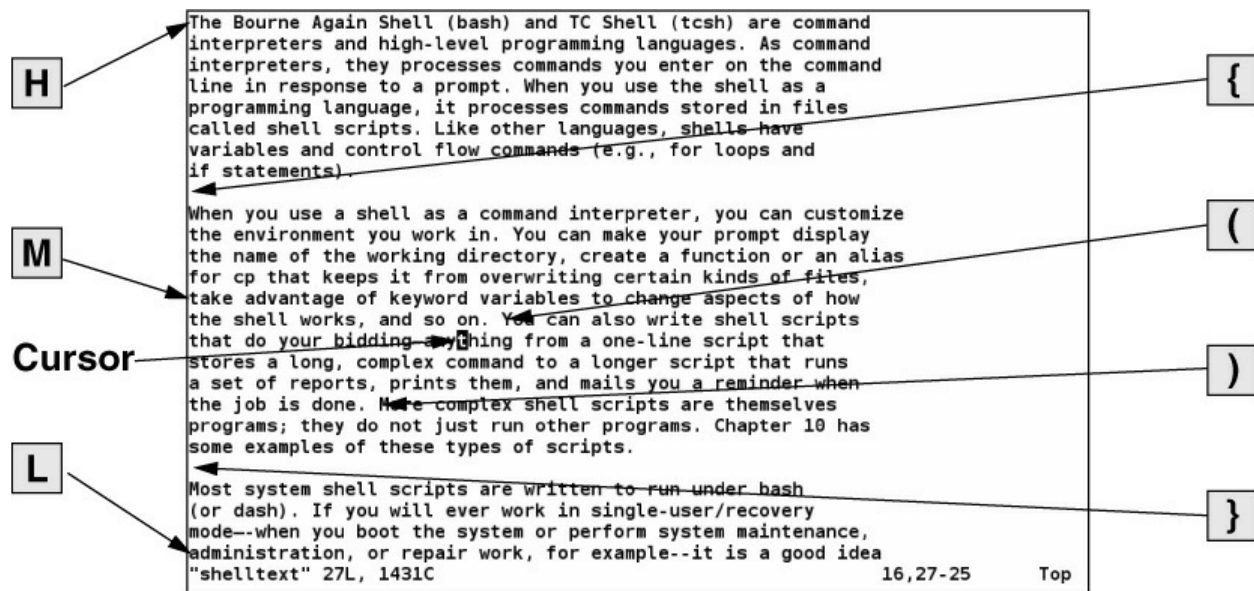 The Bourne Again Shell (bash) and TC Shell (tcsh) are command
interpreters and high-level programming languages. As command
H
interpreters, they processes commands you enter on the command
{
line in response to a prompt. When you use the shell as a
programming language, it processes commands stored in files
called shell scripts. Like other languages, shells have
variables and control flow commands (e.g., for loops and
if statements).
When you use a shell as a command interpreter, you can customize
(
the environment you work in. You can make your prompt display
M
the name of the working directory, create a function or an alias
for cp that keeps it from overwriting certain kinds of files,
take advantage of keyword variables to change aspects of how
the shell works, and so on. You can also write shell scripts
Cursor
that do your bidding anything from a one-line script that
stores a long, complex command to a longer script that runs
)
a set of reports, prints them, and mails you a reminder when
the job is done. More complex shell scripts are themselves
programs; they do not just run other programs. Chapter 10 has
some examples of these types of scripts.
L
Most system shell scripts are written to run under bash
(or dash). If you will ever work in single-user/recovery
}
mode--when you boot the system or perform system maintenance,
administration, or repair work, for example--it is a good idea
"shelltext" 27L, 1431C 16,27-25 Top